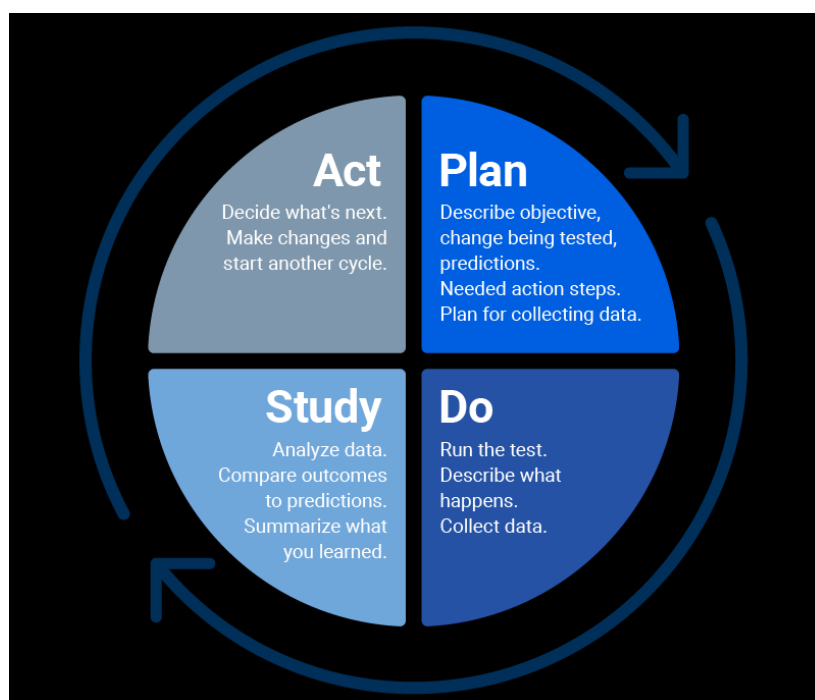 Act
Decide what's next.
Make changes and
start another cycle.
Plan
Describe objective,
change being tested,
predictions.
Needed action steps.
Plan for collecting data.
Study
Analyze data.
Compare outcomes
to predictions.
Summarize what
you learned.
Do
Run the test.
Describe what
happens.
Collect data.